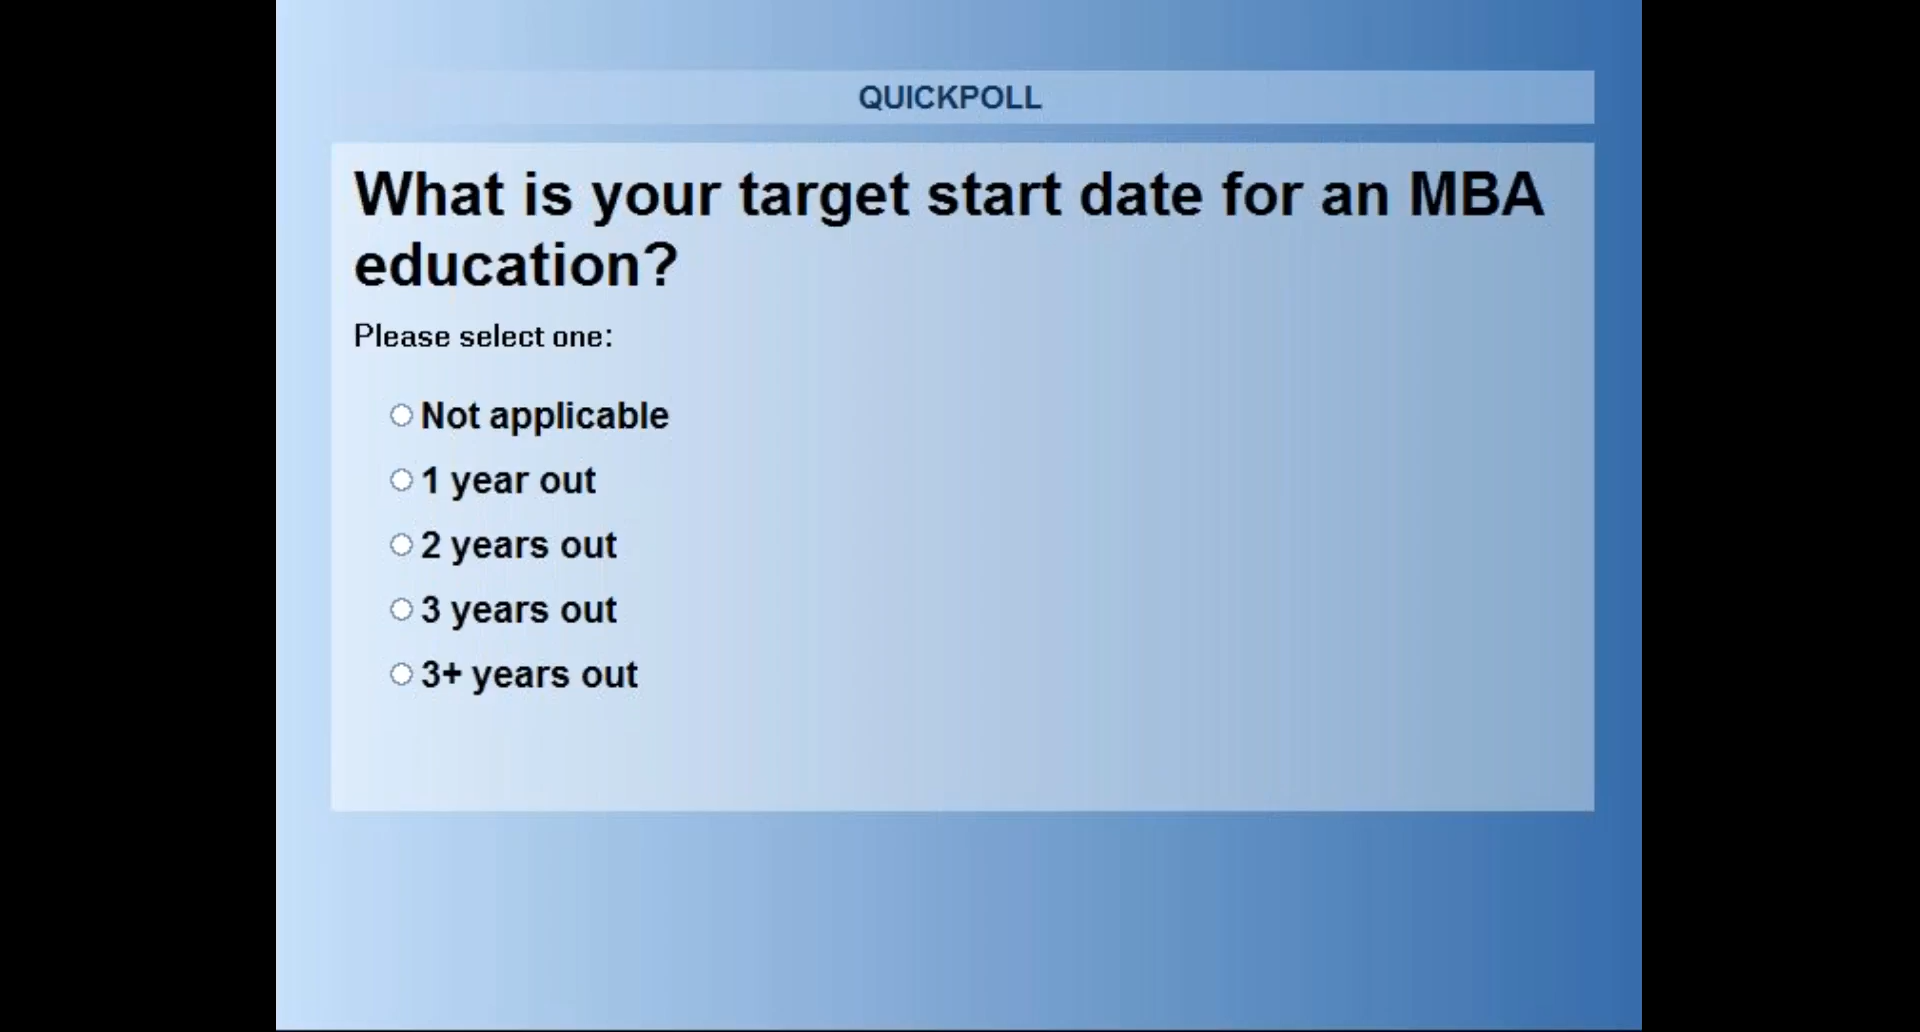 QUICKPOLL
What is your target start date for an MBA
education?
Please select one:
Not applicable
1 year out
2 years out
3 years out
3+ years out